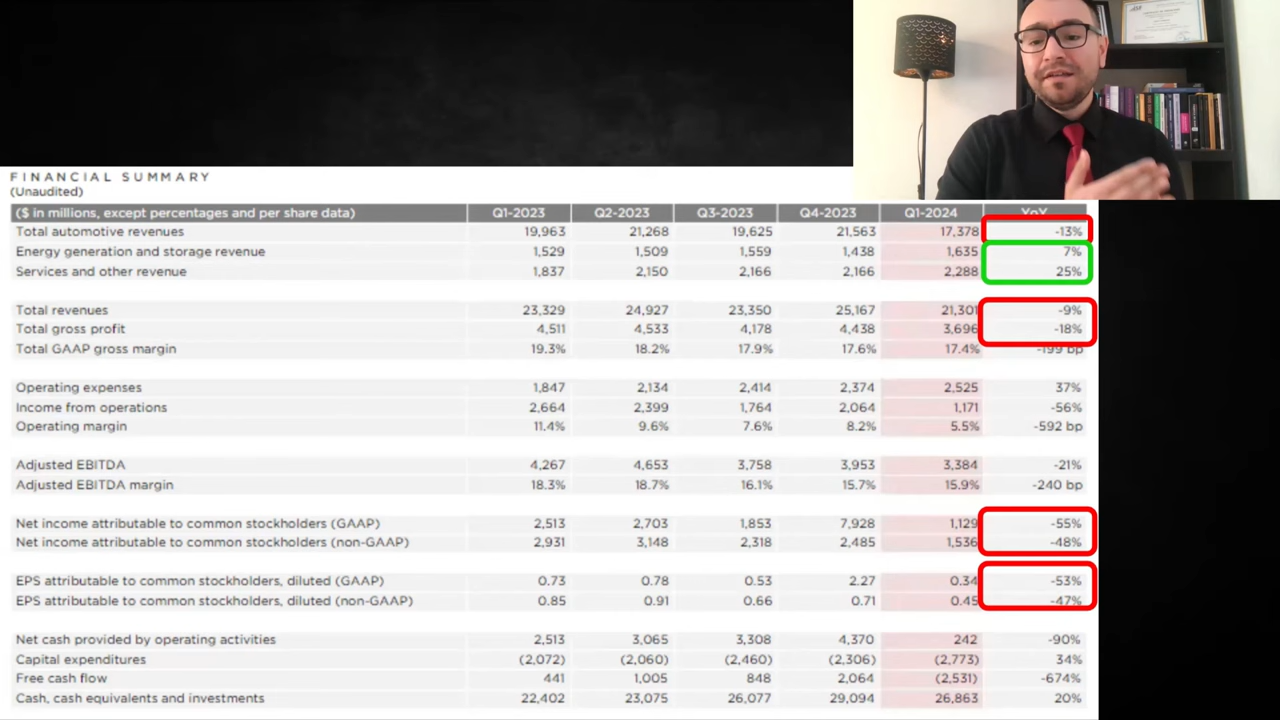 FINANCIAL SUMMARY
(Unaudited)
($ in millions, except percentages and per share data) Q1-2023 Q2-2023 Q3-2023 Q4-2023 Q1-2024 YoY
Total automotive revenues 19,963 21,268 19,625 21,563 17,378 -13%
Energy generation and storage revenue 1,529 1,509 1,559 1,438 1,635 7%
Services and other revenue 1,837 2,150 2,166 2,166 2,288 25%
Total revenues 23,329 24,927 23,350 25,167 21,301 -9%
Total gross profit 4,511 4,533 4,178 4,438 3,696 -18%
Total GAAP gross margin 19.3% 18.2% 17.9% 17.6% 17.4% -199 bp
Operating expenses 1,847 2,134 2,414 2,374 2,525 37%
Income from operations 2,664 2,399 1,764 2,064 1,171 -56%
Operating margin 11.4% 9.6% 7.6% 8.2% 5.5% -592 bp
Adjusted EBITDA 4,267 4,653 3,758 3,953 3,384 -21%
Adjusted EBITDA margin 18.3% 18.7% 16.1% 15.7% 15.9% -240 bp
Net income attributable to common stockholders (GAAP) 2,513 2,703 1,853 7,928 1,129 -55%
Net income attributable to common stockholders (non-GAAP) 2,931 3,148 2,318 2,485 1,536 -48%
EPS attributable to common stockholders, diluted (GAAP) 0.73 0.78 0.53 2.27 0.34 -53%
EPS attributable to common stockholders, diluted (non-GAAP) 0.85 0.91 0.66 0.71 0.45 -47%
Net cash provided by operating activities 2,513 3,065 3,308 4,370 242 -90%
Capital expenditures (2,072) (2,060) (2,460) (2,306) (2,773) 34%
Free cash flow 441 1,005 848 2,064 (2,531) -674%
Cash, cash equivalents and investments 22,402 23,075 26,077 29,094 26,863 20%